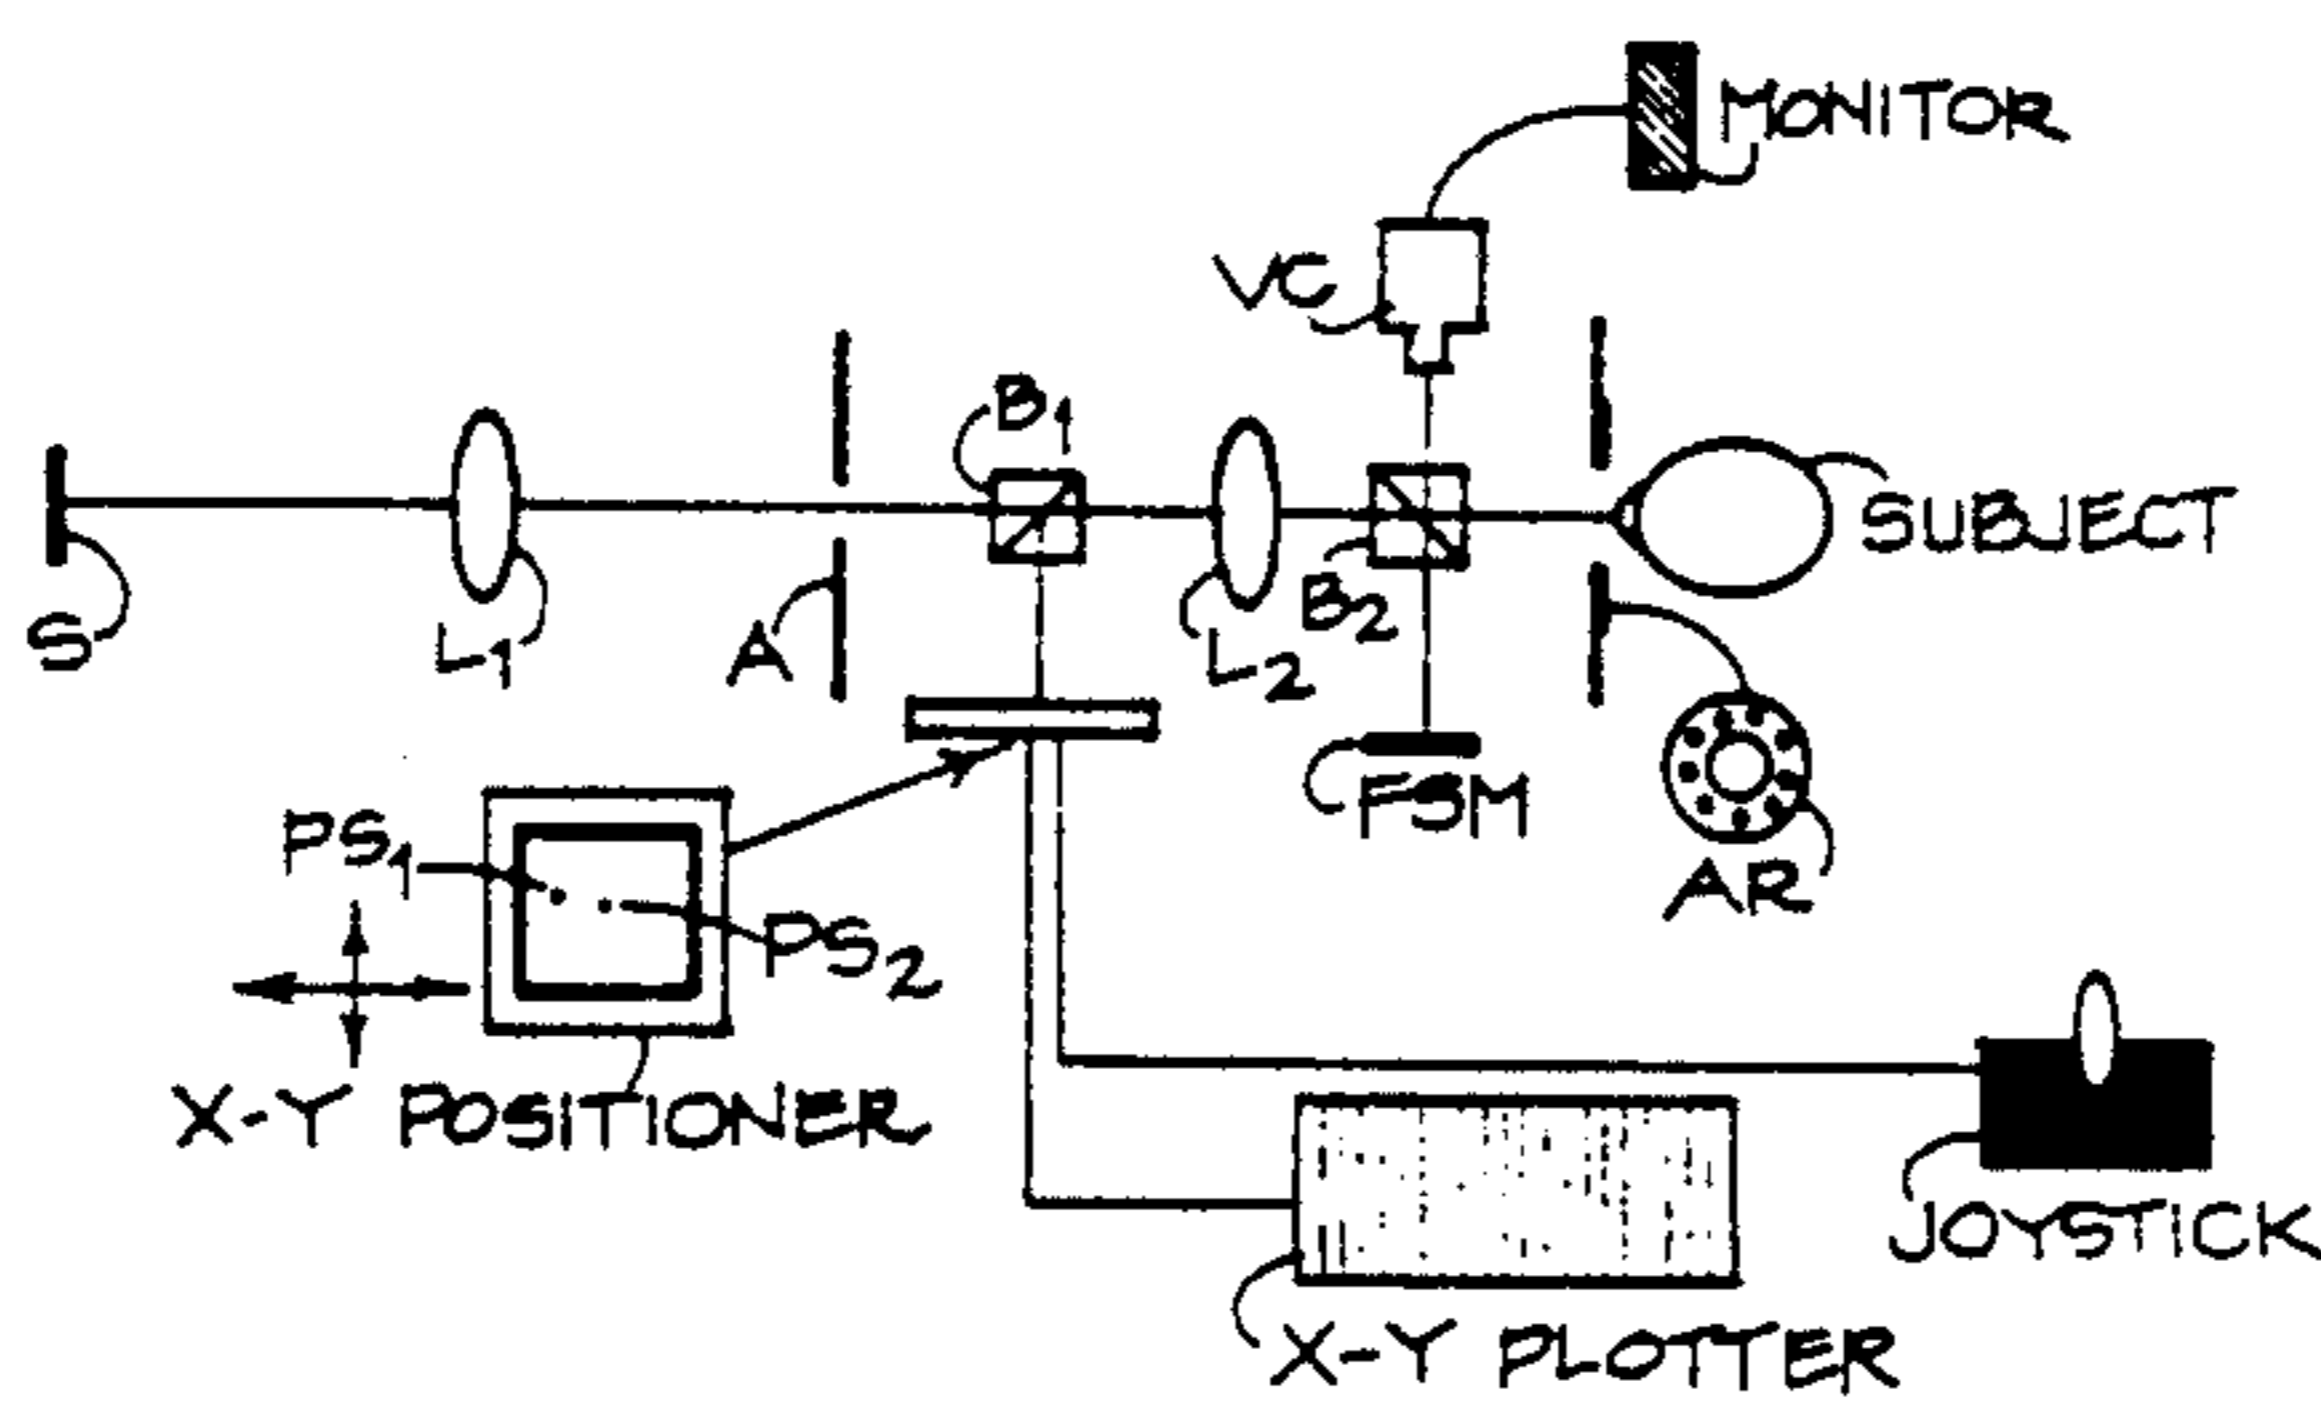 MONITOR
VC
B1
SUBJECT
S
L1
A
L2
B2
FSM
AR
PS1
PS2
X-Y POSITIONER
JOYSTICK
X-Y PLOTTER